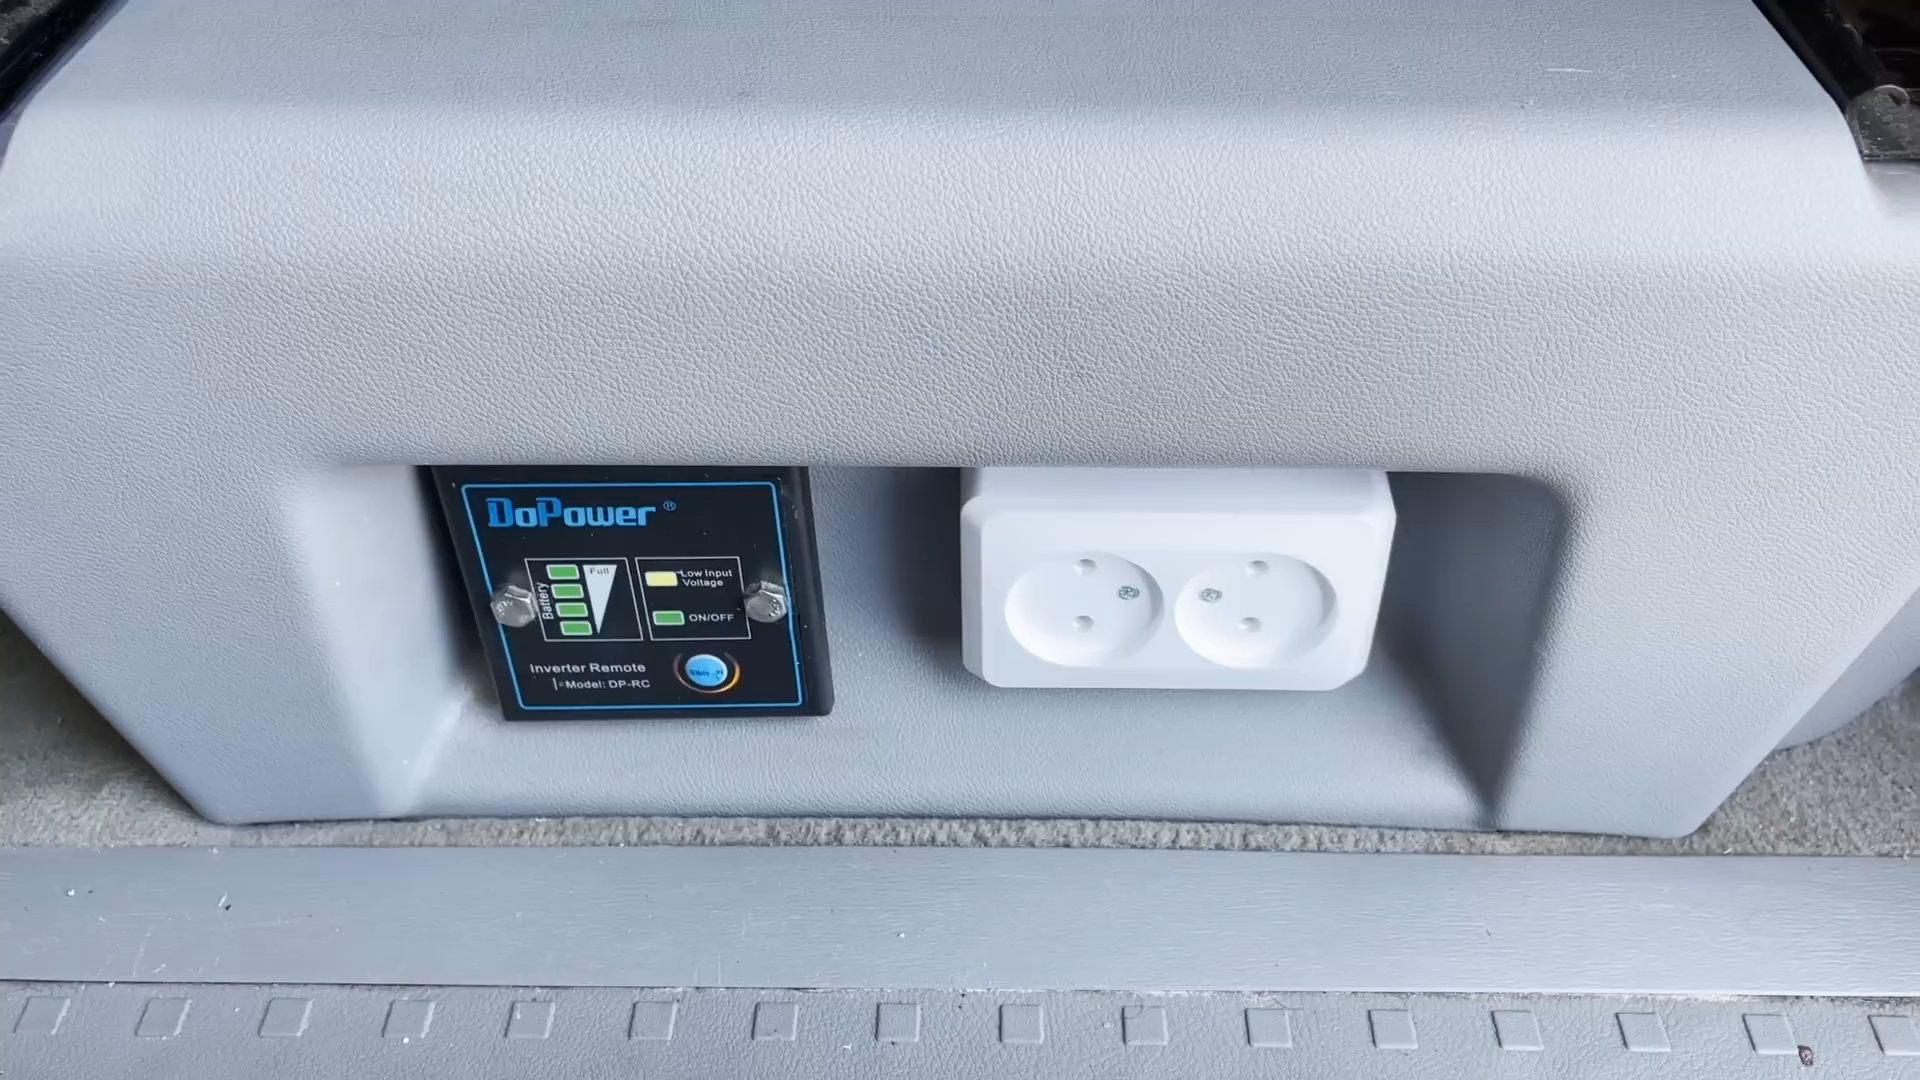 DoPower®
Full
Battery
Low Input
Voltage
ON/OFF
Inverter Remote
Model: DP-RC